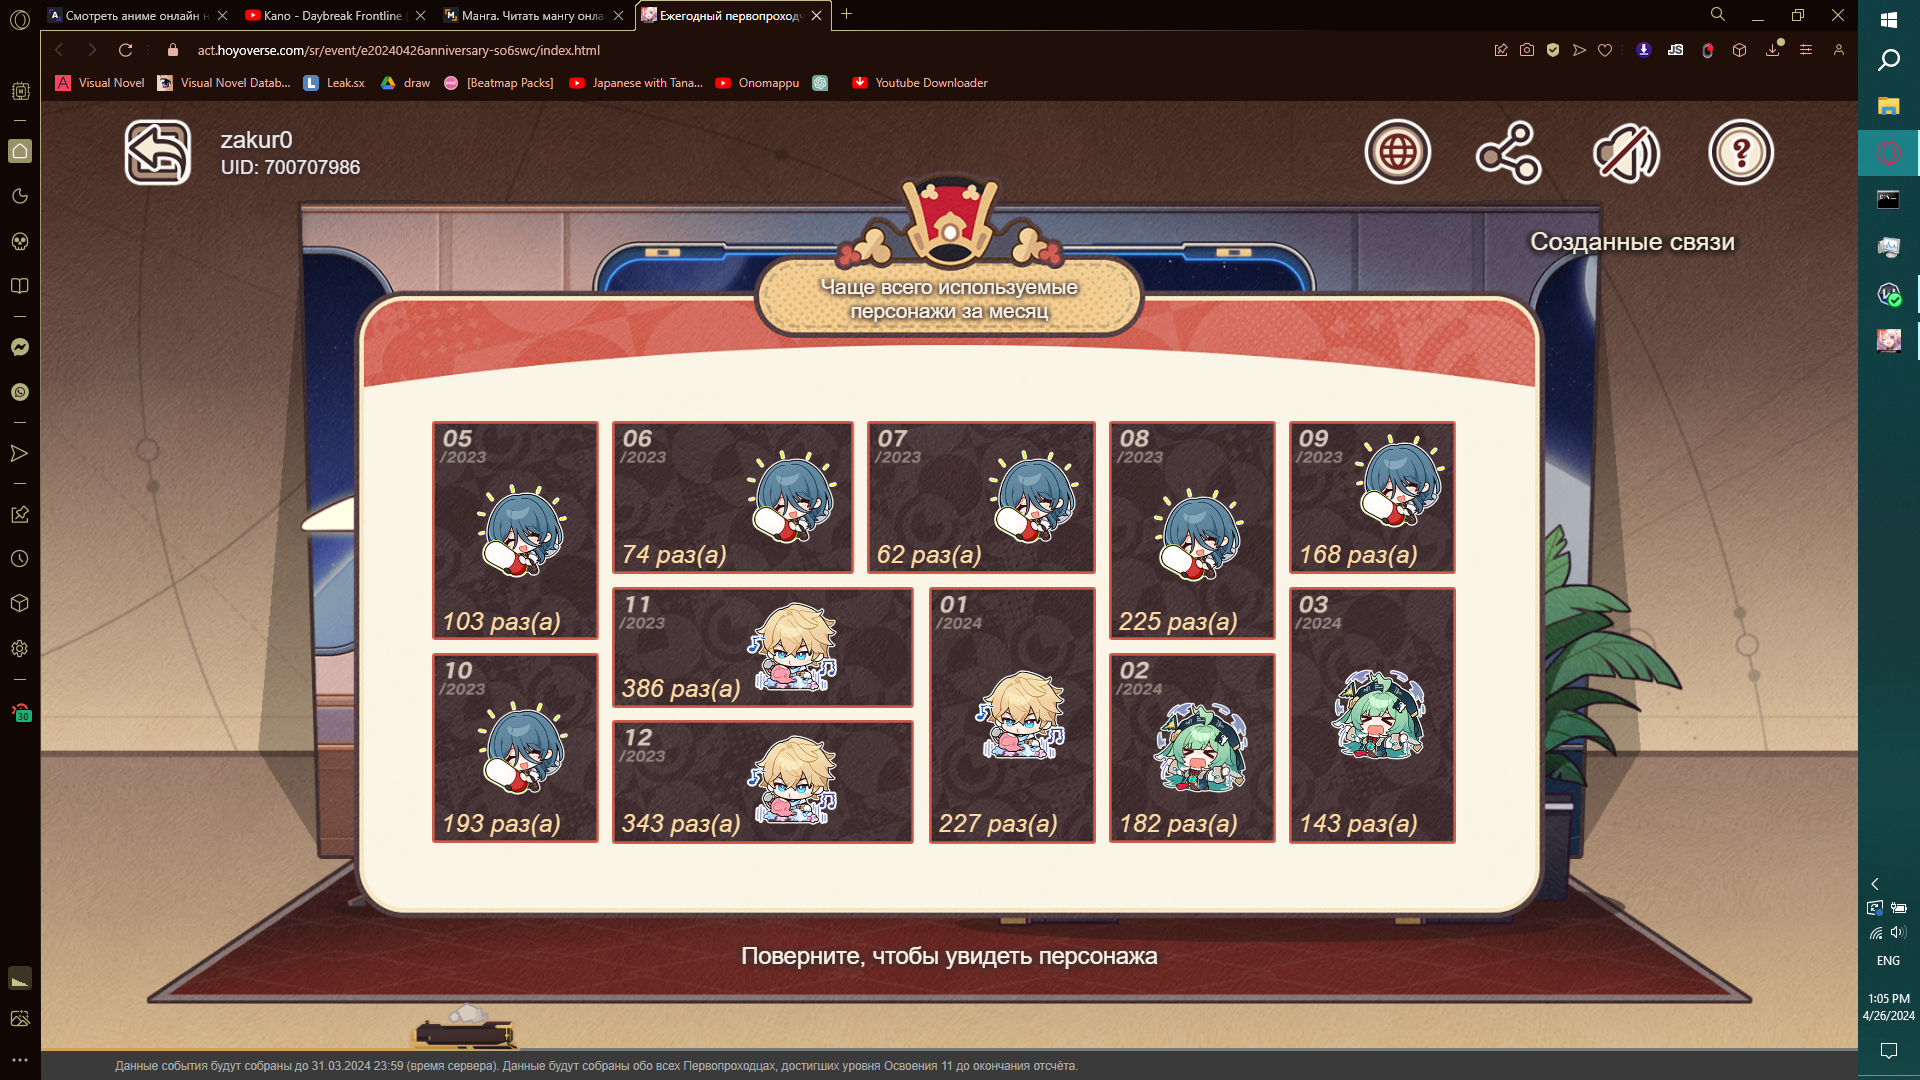 Смотреть аниме онлайн н
Kano - Daybreak Frontline
Манга. Читать мангу онла
Ежегодный первопроход
act.hoyoverse.com/sr/event/e20240426anniversary-so6swc/index.html
Visual Novel
Visual Novel Datab...
Leak.sx
draw
[Beatmap Packs]
Japanese with Tana...
Onomappu
Youtube Downloader
zakur0
UID: 700707986
Созданные связи
Чаще всего используемые
персонажи за месяц
05
/2023
103 раз(а)
06
/2023
74 раз(а)
07
/2023
62 раз(а)
08
/2023
225 раз(а)
09
/2023
168 раз(а)
10
/2023
193 раз(а)
11
/2023
386 раз(а)
12
/2023
343 раз(а)
01
/2024
227 раз(а)
02
/2024
182 раз(а)
03
/2024
143 раз(а)
Поверните, чтобы увидеть персонажа
Данные события будут собраны до 31.03.2024 23:59 (время сервера). Данные будут собраны обо всех Первопроходцах, достигших уровня Освоения 11 до окончания отсчёта.
30
JS
ENG
1:05 PM
4/26/2024